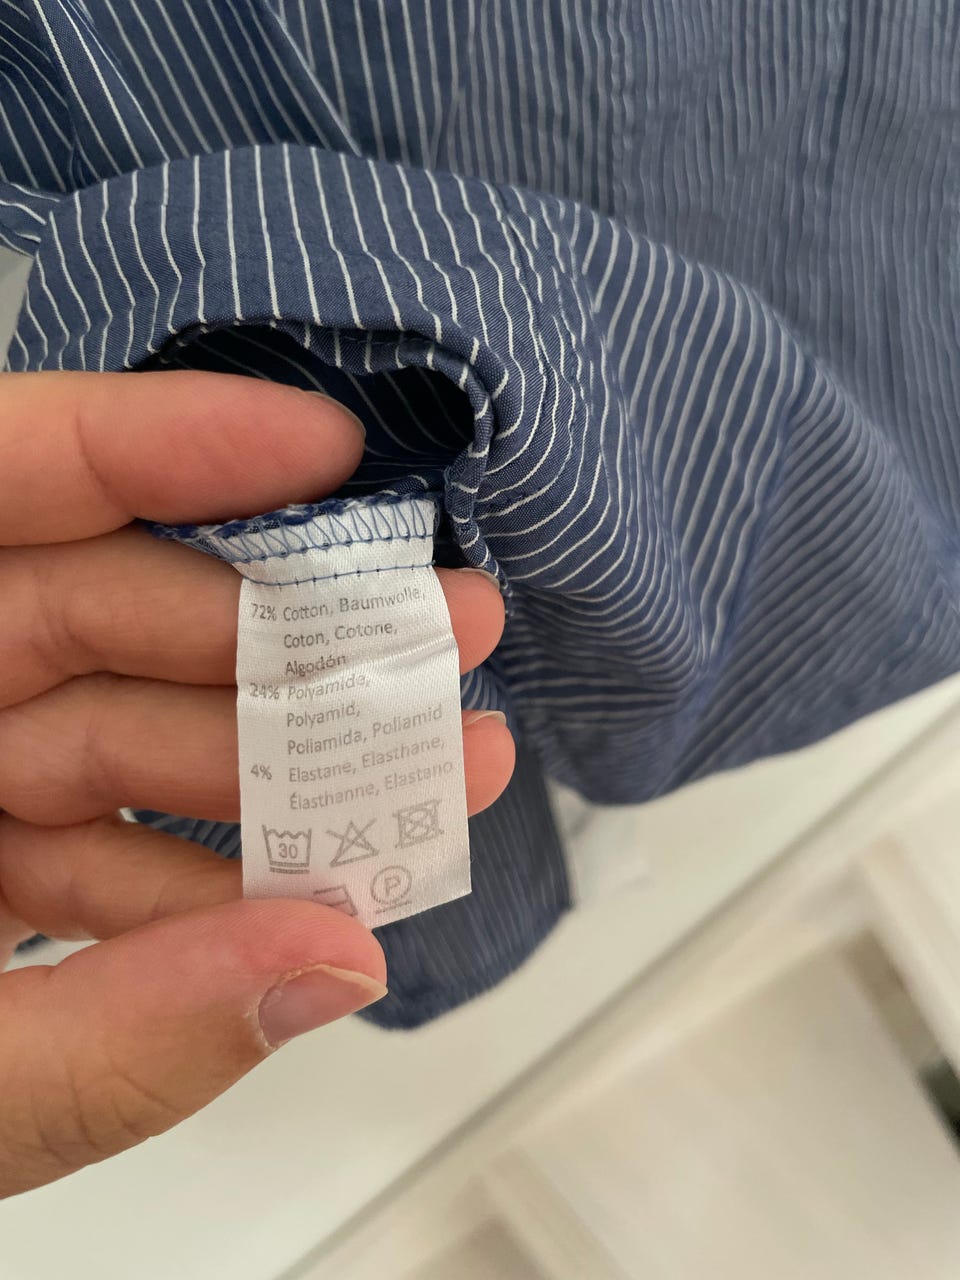 72% Cotton, Baumwolle,
Coton, Cotone,
Algodón
24% Polyamide,
Polyamid,
Poliamida, Poliamid
4% Elastane, Elasthane,
Élasthanne, Elastano
30
P